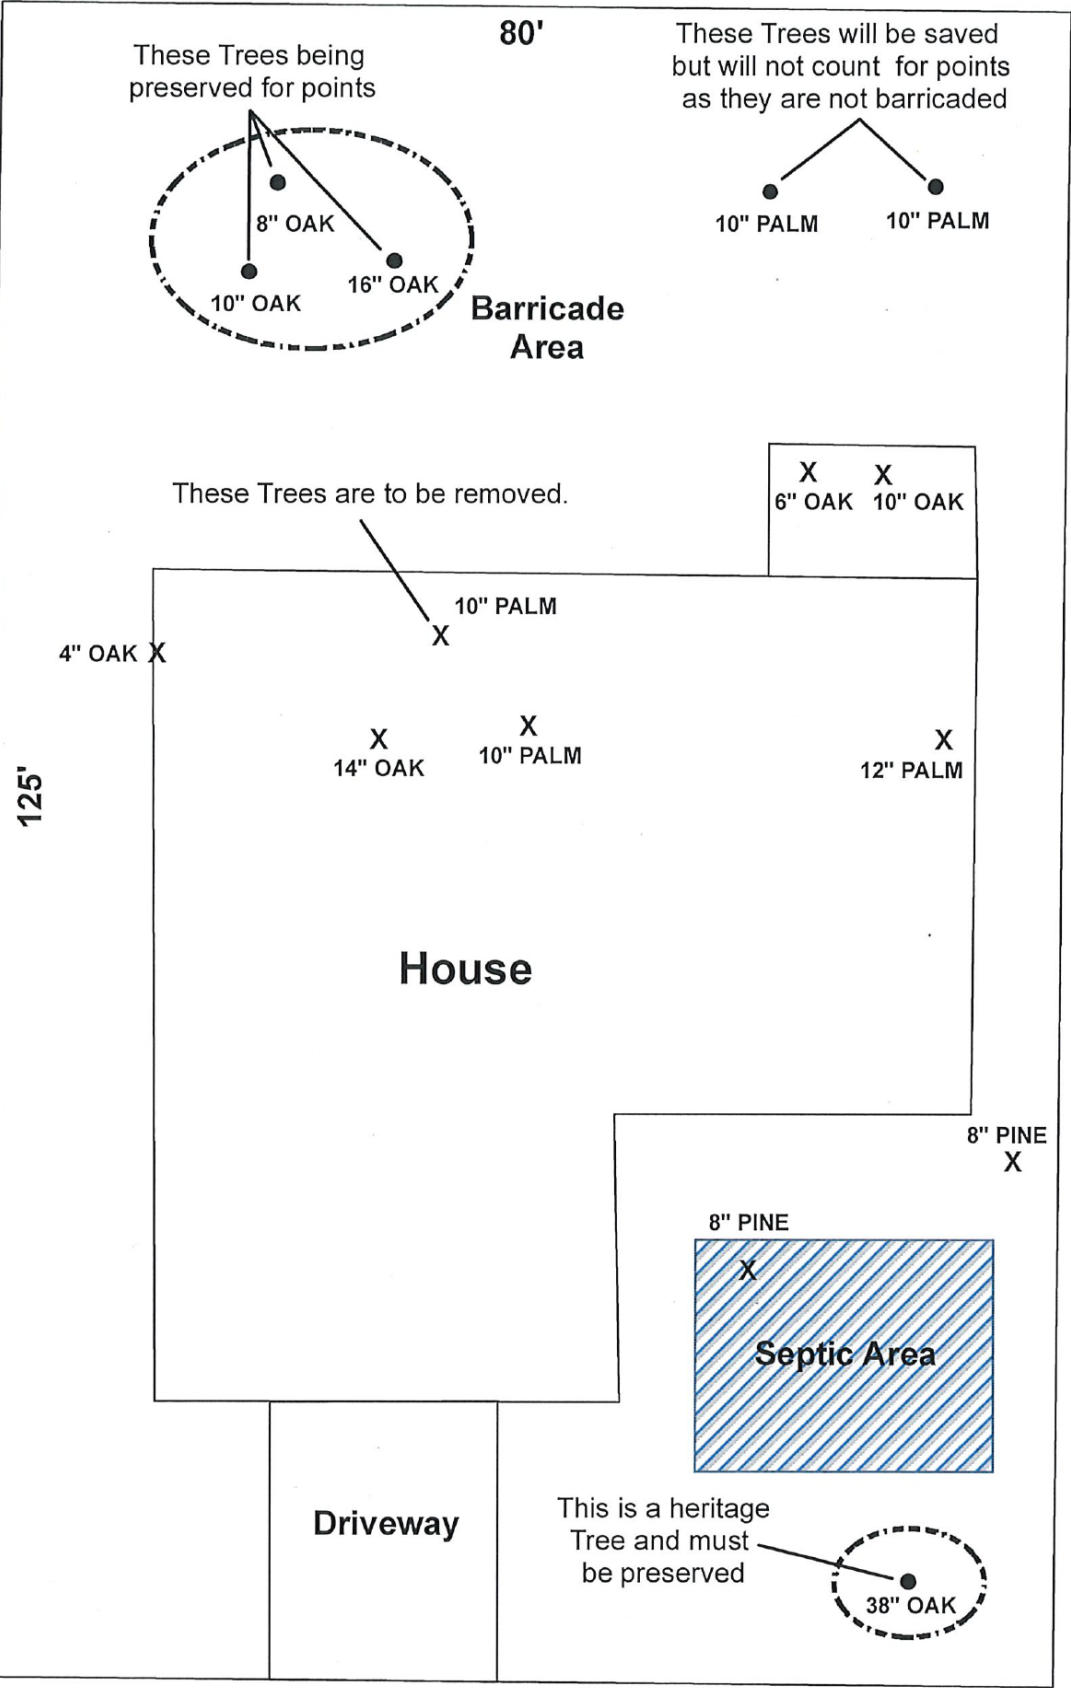 80'
These Trees being
preserved for points
These Trees will be saved
but will not count for points
as they are not barricaded
8" OAK
10" OAK
16" OAK
10" PALM
10" PALM
Barricade
Area
These Trees are to be removed.
X X
6" OAK 10" OAK
10" PALM
X
4" OAK X
X
14" OAK
X
10" PALM
X
12" PALM
125'
House
8" PINE
X
8" PINE
X
Septic Area
Driveway
This is a heritage
Tree and must
be preserved
38" OAK